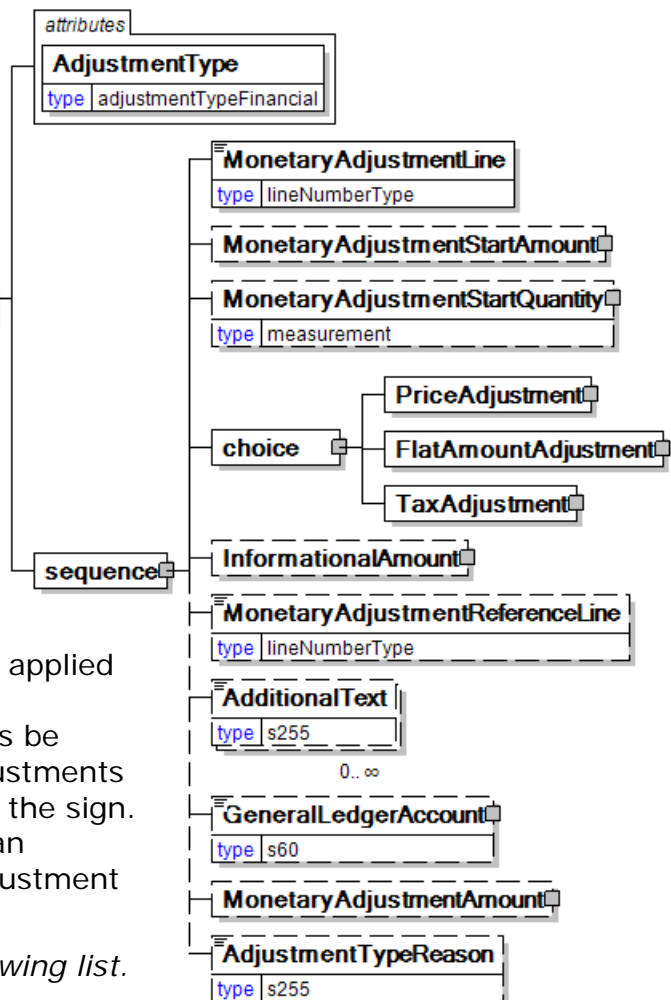 attributes
AdjustmentType
type adjustmentTypeFinancial
MonetaryAdjustmentLine
type lineNumberType
MonetaryAdjustmentStartAmount
MonetaryAdjustmentStartQuantity
type measurement
choice
PriceAdjustment
FlatAmountAdjustment
TaxAdjustment
sequence
InformationalAmount
MonetaryAdjustmentReferenceLine
type lineNumberType
AdditionalText
type s255
0.. ∞
GeneralLedgerAccount
type s60
MonetaryAdjustmentAmount
AdjustmentTypeReason
type s255
applied
s be
ustments
the sign.
an
justment
wing list.